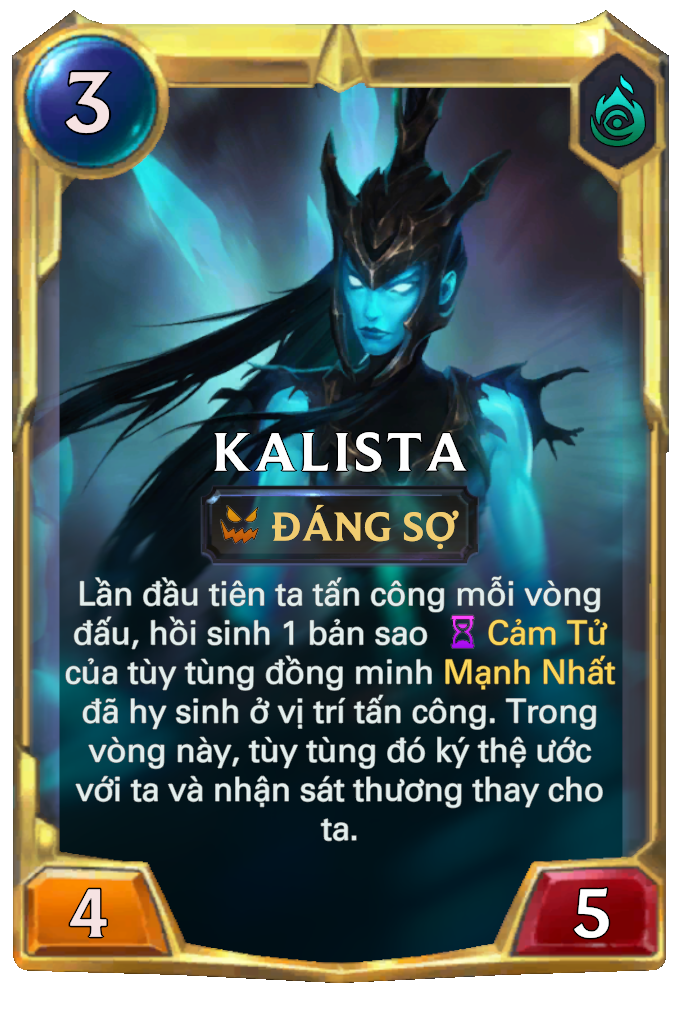 3
KALISTA
ĐÁNG SỢ
Lần đầu tiên ta tấn công mỗi vòng
đấu, hồi sinh 1 bản sao Cảm Tử
của tùy tùng đồng minh Mạnh Nhất
đã hy sinh ở vị trí tấn công. Trong
vòng này, tùy tùng đó ký thệ ước
với ta và nhận sát thương thay cho
ta.
4
5